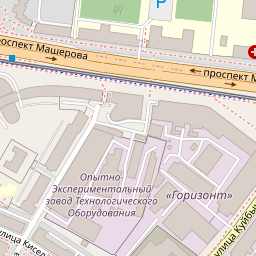 P
проспект Машерова
проспект М
Опытно-
Экспериментальный
завод Технологического
Оборудования
«Горизонт»
улица Кисел
улица Куйбы